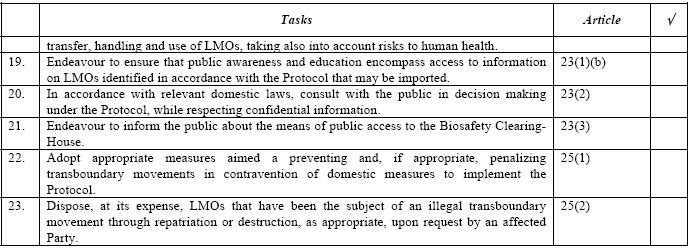 Tasks Article √
transfer, handling and use of LMOs, taking also into account risks to human health.
19. Endeavour to ensure that public awareness and education encompass access to information 23(1)(b)
on LMOs identified in accordance with the Protocol that may be imported.
20. In accordance with relevant domestic laws, consult with the public in decision making 23(2)
under the Protocol, while respecting confidential information.
21. Endeavour to inform the public about the means of public access to the Biosafety Clearing- 23(3)
House.
22. Adopt appropriate measures aimed a preventing and, if appropriate, penalizing 25(1)
transboundary movements in contravention of domestic measures to implement the
Protocol.
23. Dispose, at its expense, LMOs that have been the subject of an illegal transboundary 25(2)
movement through repatriation or destruction, as appropriate, upon request by an affected
Party.